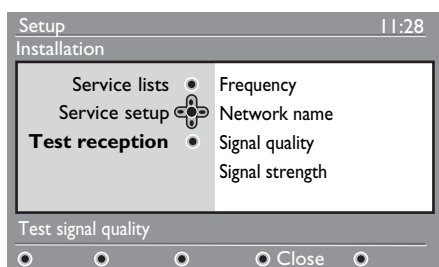 Setup 11:28
Installation
Service lists Frequency
Service setup Network name
Test reception Signal quality
Signal strength
Test signal quality
Close